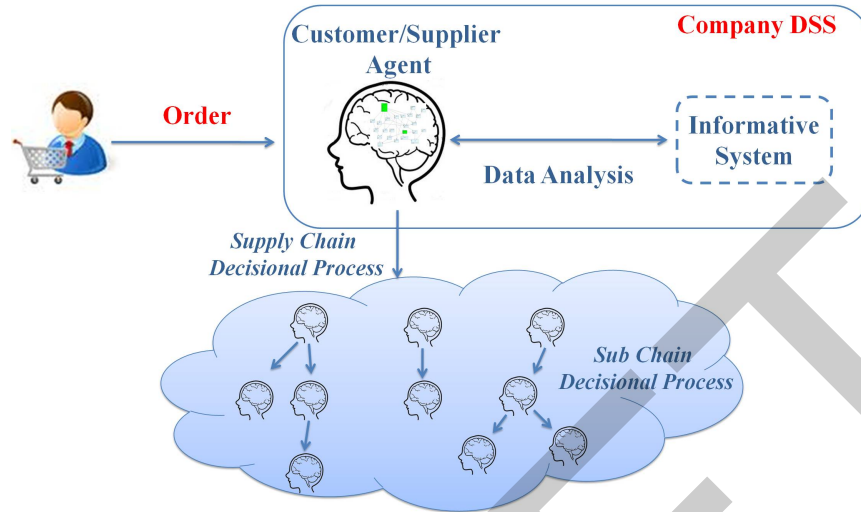 Customer/Supplier
Agent
Company DSS
Order
Informative
System
Data Analysis
Supply Chain
Decisional Process
Sub Chain
Decisional Process